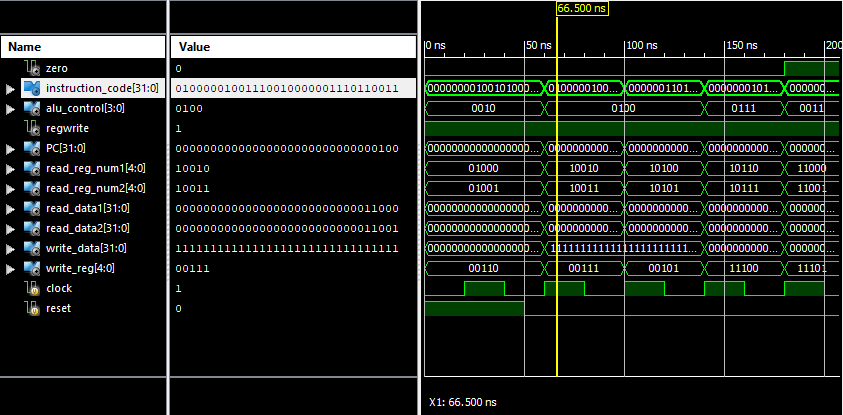 66.500 ns
Name
Value
0 ns
50 ns
100 ns
150 ns
200
zero
0
instruction_code[31:0]
01000001001110010000001110110011
00000000100101000...
0100000100...
0000001101...
0000000101...
000000...
alu_control[3:0]
0100
0010
0100
0111
0011
regwrite
1
PC[31:0]
00000000000000000000000000000100
00000000000000000...
0000000000...
0000000000...
0000000000...
000000...
read_reg_num1[4:0]
10010
01000
10010
10100
10110
11000
read_reg_num2[4:0]
10011
01001
10011
10101
10111
11001
read_data1[31:0]
00000000000000000000000000011000
00000000000000000...
0000000000...
0000000000...
0000000000...
000000...
read_data2[31:0]
00000000000000000000000000011001
00000000000000000...
0000000000...
0000000000...
0000000000...
000000...
write_data[31:0]
11111111111111111111111111111111
00000000000000000...
11111111111111111111111...
0000000000...
000000...
write_reg[4:0]
00111
00110
00111
00101
11100
11101
clock
1
reset
0
X1: 66.500 ns